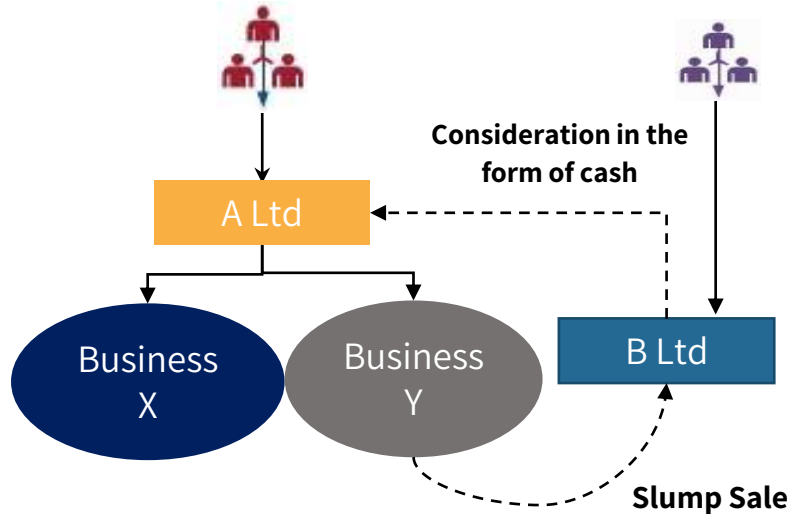 Consideration in the
form of cash
A Ltd
Business
X
Business
Y
B Ltd
Slump Sale